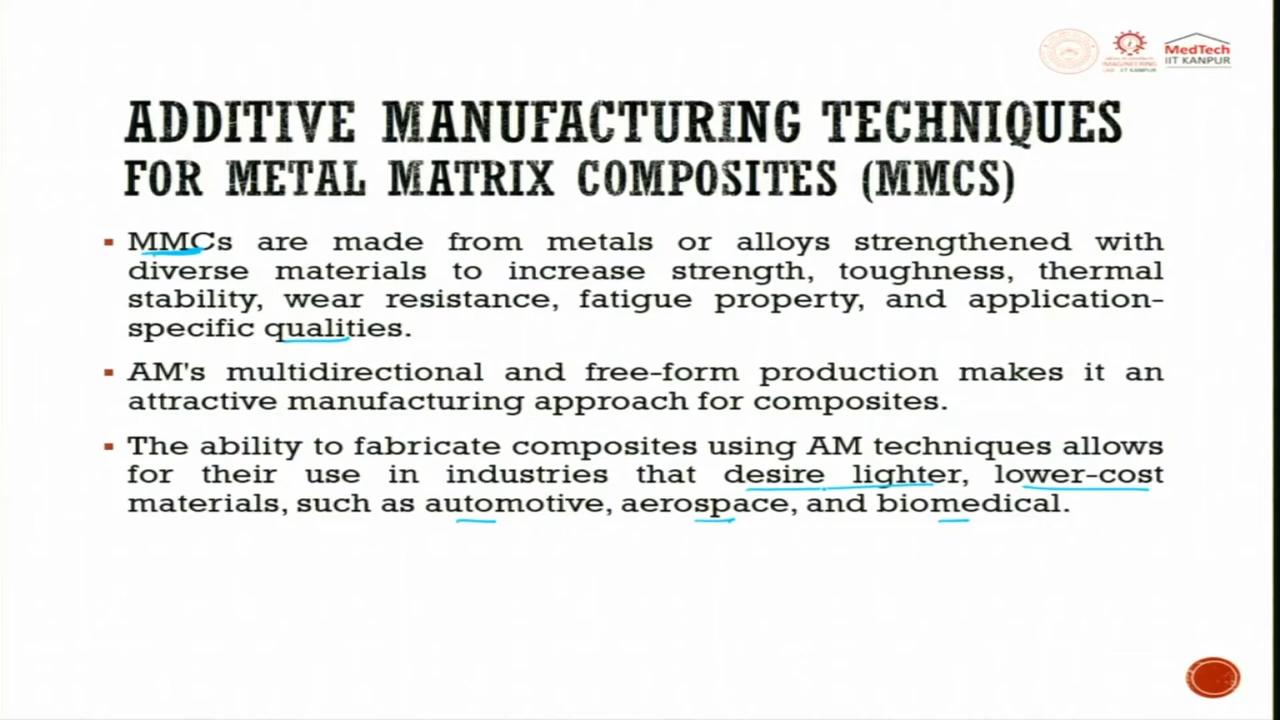 MedTech
IIT KANPUR
IMAGINEERING
ADDITIVE MANUFACTURING TECHNIQUES
FOR METAL MATRIX COMPOSITES (MMCS)
▪ MMCs are made from metals or alloys strengthened with
diverse materials to increase strength, toughness, thermal
stability, wear resistance, fatigue property, and application-
specific qualities.
▪ AM's multidirectional and free-form production makes it an
attractive manufacturing approach for composites.
▪ The ability to fabricate composites using AM techniques allows
for their use in industries that desire lighter, lower-cost
materials, such as automotive, aerospace, and biomedical.